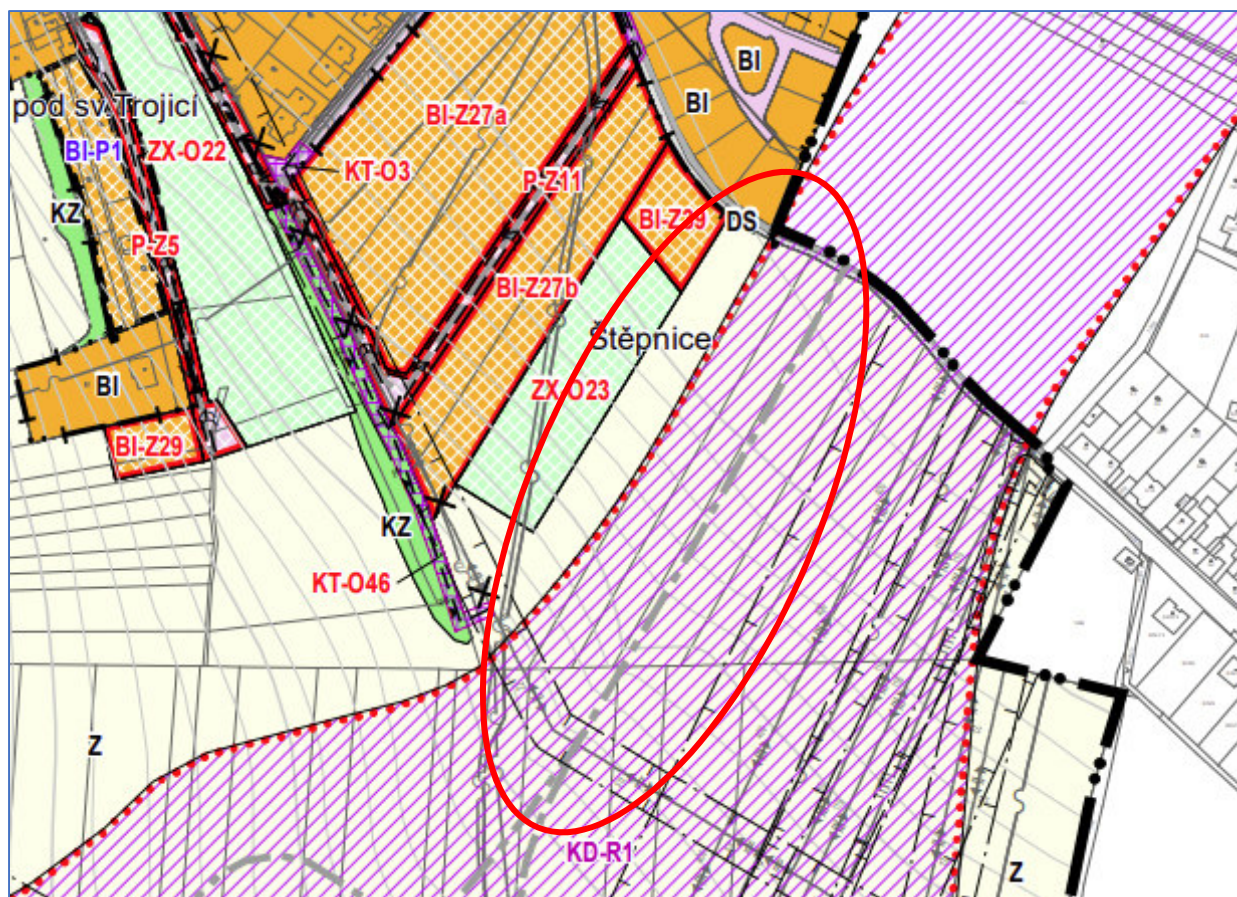 BI
BI
pod sv.Trojicí
BI-P1
ZX-O22
BI-Z27a
KT-O3
P-Z11
KZ
BI-Z39
DS
P-Z5
BI-Z27b
Štěpnice
BI
ZX-O23
BI-Z29
KZ
KT-O46
Z
KD-R1
Z